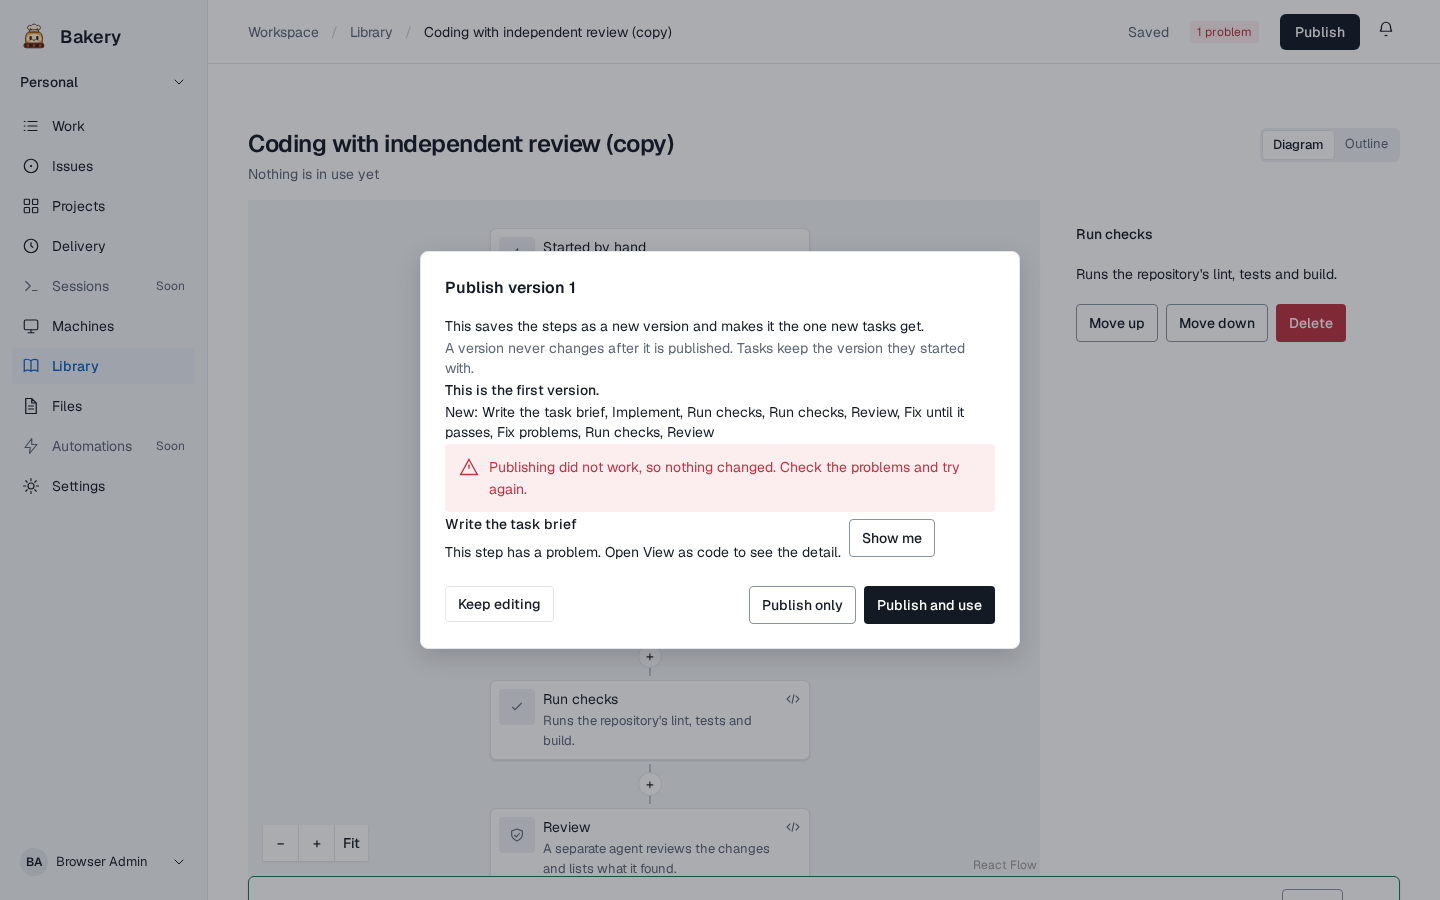 Bakery
Personal
Work
Issues
Projects
Delivery
Sessions Soon
Machines
Library
Files
Automations Soon
Settings
BA Browser Admin
Workspace / Library / Coding with independent review (copy)
Saved
1 problem
Publish
Coding with independent review (copy)
Nothing is in use yet
Diagram
Outline
Started by hand
Publish version 1
This saves the steps as a new version and makes it the one new tasks get.
A version never changes after it is published. Tasks keep the version they started
with.
This is the first version.
New: Write the task brief, Implement, Run checks, Run checks, Review, Fix until it
passes, Fix problems, Run checks, Review
Publishing did not work, so nothing changed. Check the problems and try
again.
Write the task brief
This step has a problem. Open View as code to see the detail.
Show me
Keep editing
Publish only
Publish and use
+
Run checks
Runs the repository's lint, tests and
build.
+
Review
A separate agent reviews the changes
and lists what it found.
− + Fit
React Flow
Run checks
Runs the repository's lint, tests and build.
Move up
Move down
Delete